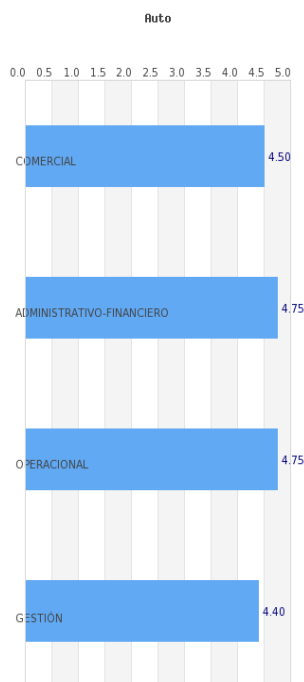 Auto
0.0 0.5 1.0 1.5 2.0 2.5 3.0 3.5 4.0 4.5 5.0
COMERCIAL 4.50
ADMINISTRATIVO-FINANCIERO 4.75
OPERACIONAL 4.75
GESTIÓN 4.40